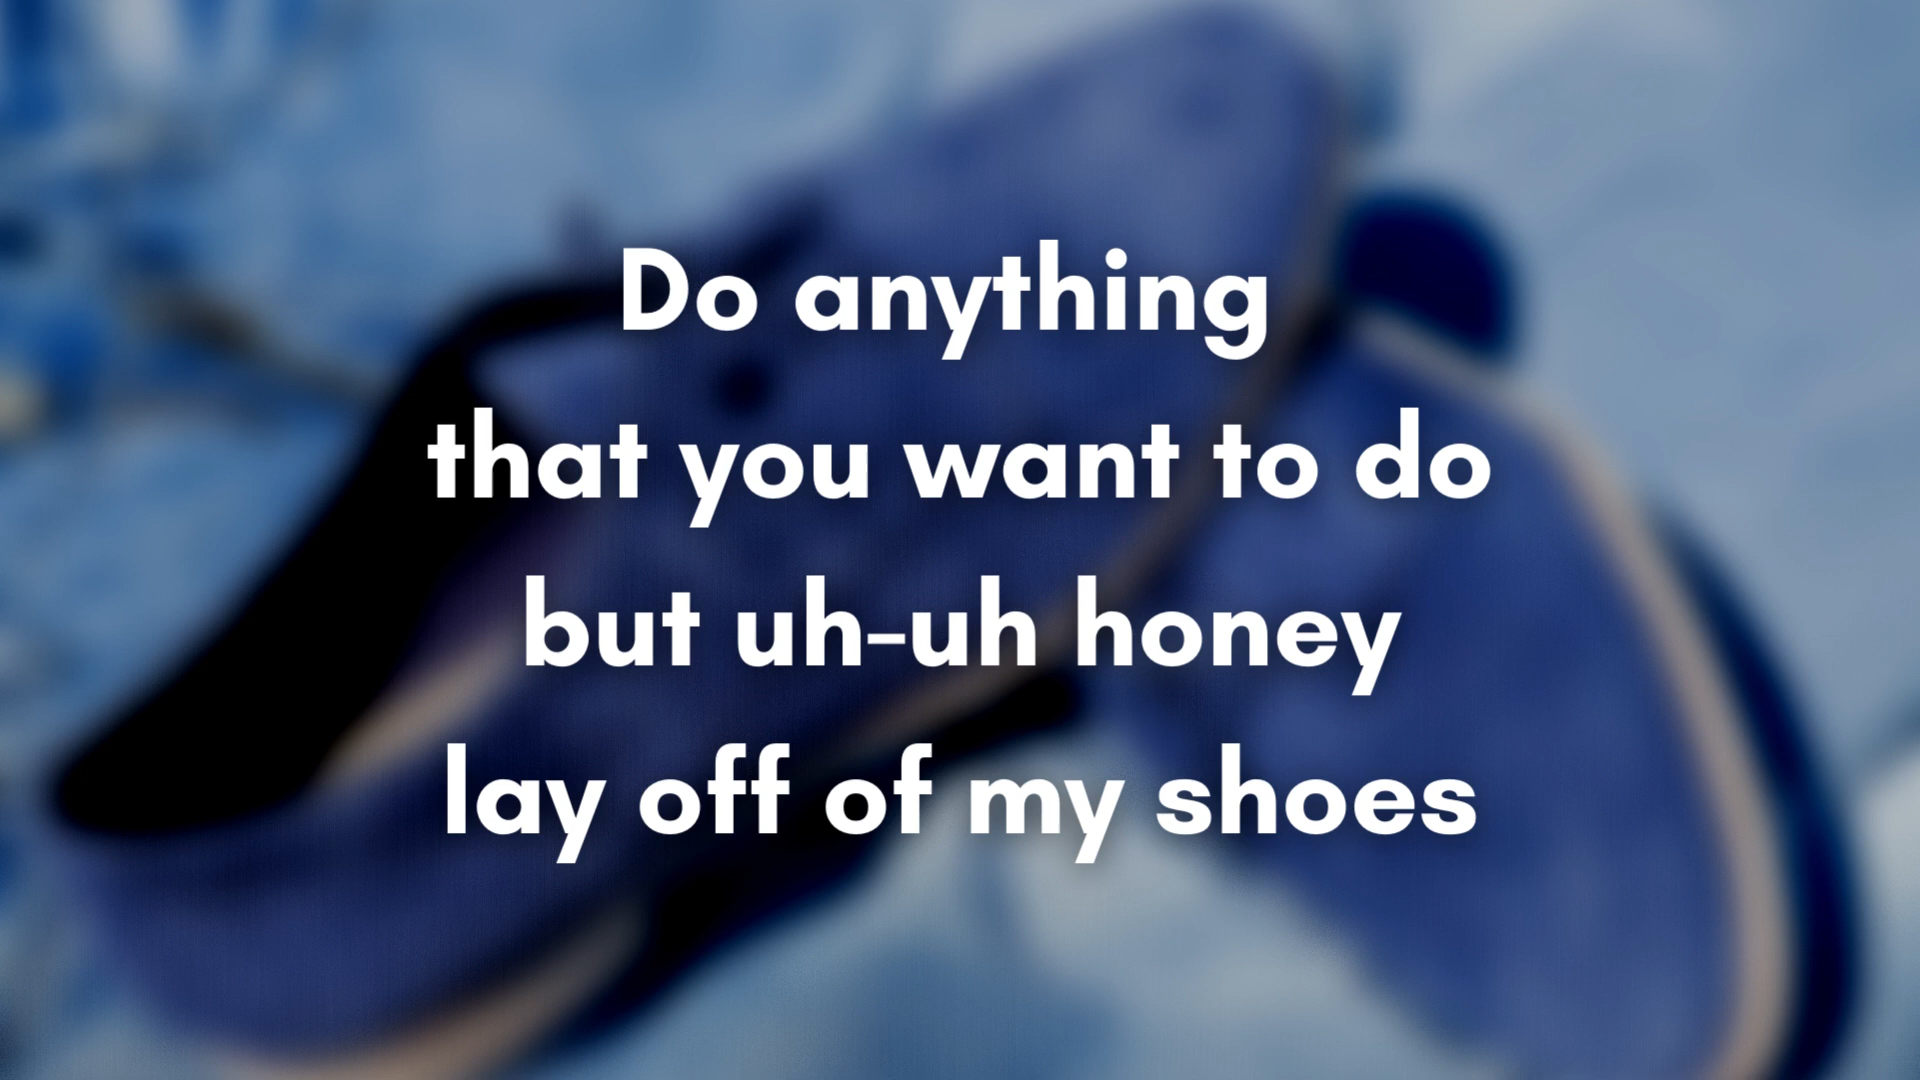 Do anything
that you want to do
but uh-uh honey
lay off of my shoes